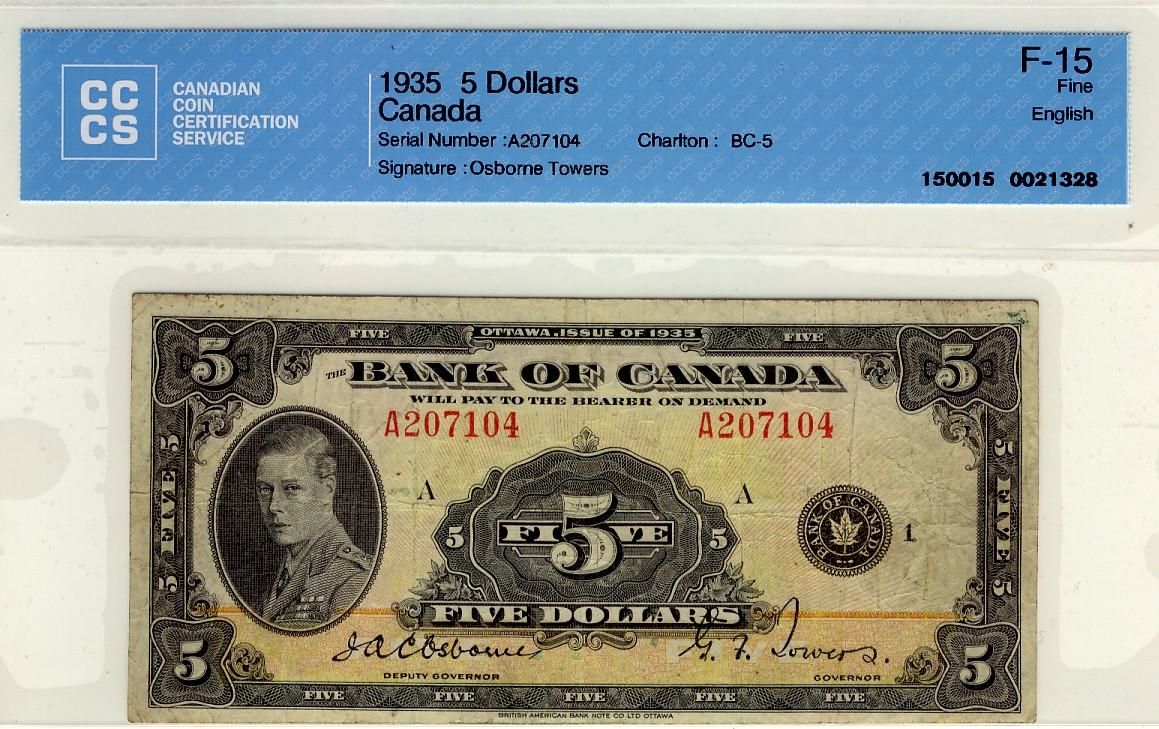 CC
CS
CANADIAN
COIN
CERTIFICATION
SERVICE
1935 5 Dollars
Canada
Serial Number :A207104 Charlton : BC-5
Signature :Osborne Towers
F-15
Fine
English
150015 0021328
FIVE OTTAWA.ISSUE OF 1935 FIVE
5 5
THE BANK OF CANADA
WILL PAY TO THE BEARER ON DEMAND
A207104 A207104
5 FIVE 5
A A
5 FIVE 5 5
BANK OF CANADA
1
5 FIVE 5
FIVE DOLLARS
J A C Osborne G. F. Towers.
DEPUTY GOVERNOR GOVERNOR
5 5
FIVE FIVE FIVE FIVE FIVE
BRITISH AMERICAN BANK NOTE CO LTD OTTAWA